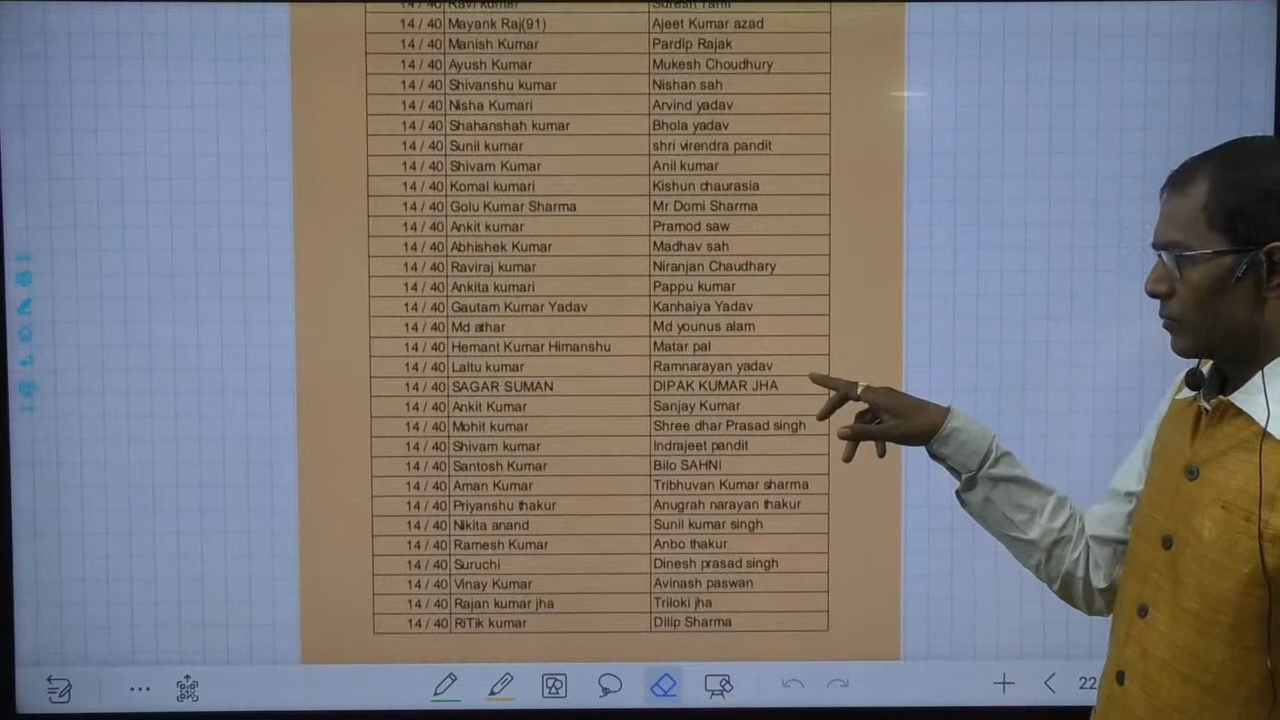 14 / 40 Ravi kumar
14 / 40 Mayank Raj(91) Ajeet Kumar azad
14 / 40 Manish Kumar Pardip Rajak
14 / 40 Ayush Kumar Mukesh Choudhury
14 / 40 Shivanshu kumar Nishan sah
14 / 40 Nisha Kumari Arvind yadav
14 / 40 Shahanshah kumar Bhola yadav
14 / 40 Sunil kumar shri virendra pandit
14 / 40 Shivam Kumar Anil kumar
14 / 40 Komal kumari Kishun chaurasia
14 / 40 Golu Kumar Sharma Mr Domi Sharma
14 / 40 Ankit kumar Pramod saw
14 / 40 Abhishek Kumar Madhav sah
14 / 40 Raviraj kumar Niranjan Chaudhary
14 / 40 Ankita kumari Pappu kumar
14 / 40 Gautam Kumar Yadav Kanhaiya Yadav
14 / 40 Md athar Md younus alam
14 / 40 Hemant Kumar Himanshu Matar pal
14 / 40 Laltu kumar Ramnarayan yadav
14 / 40 SAGAR SUMAN DIPAK KUMAR JHA
14 / 40 Ankit Kumar Sanjay Kumar
14 / 40 Mohit kumar Shree dhar Prasad singh
14 / 40 Shivam kumar Indrajeet pandit
14 / 40 Santosh Kumar Bilo SAHNI
14 / 40 Aman Kumar Tribhuvan Kumar sharma
14 / 40 Priyanshu thakur Anugrah narayan thakur
14 / 40 Nikita anand Sunil kumar singh
14 / 40 Ramesh Kumar Anbo thakur
14 / 40 Suruchi Dinesh prasad singh
14 / 40 Vinay Kumar Avinash paswan
14 / 40 Rajan kumar jha Triloki jha
14 / 40 RiTik kumar Dilip Sharma
22